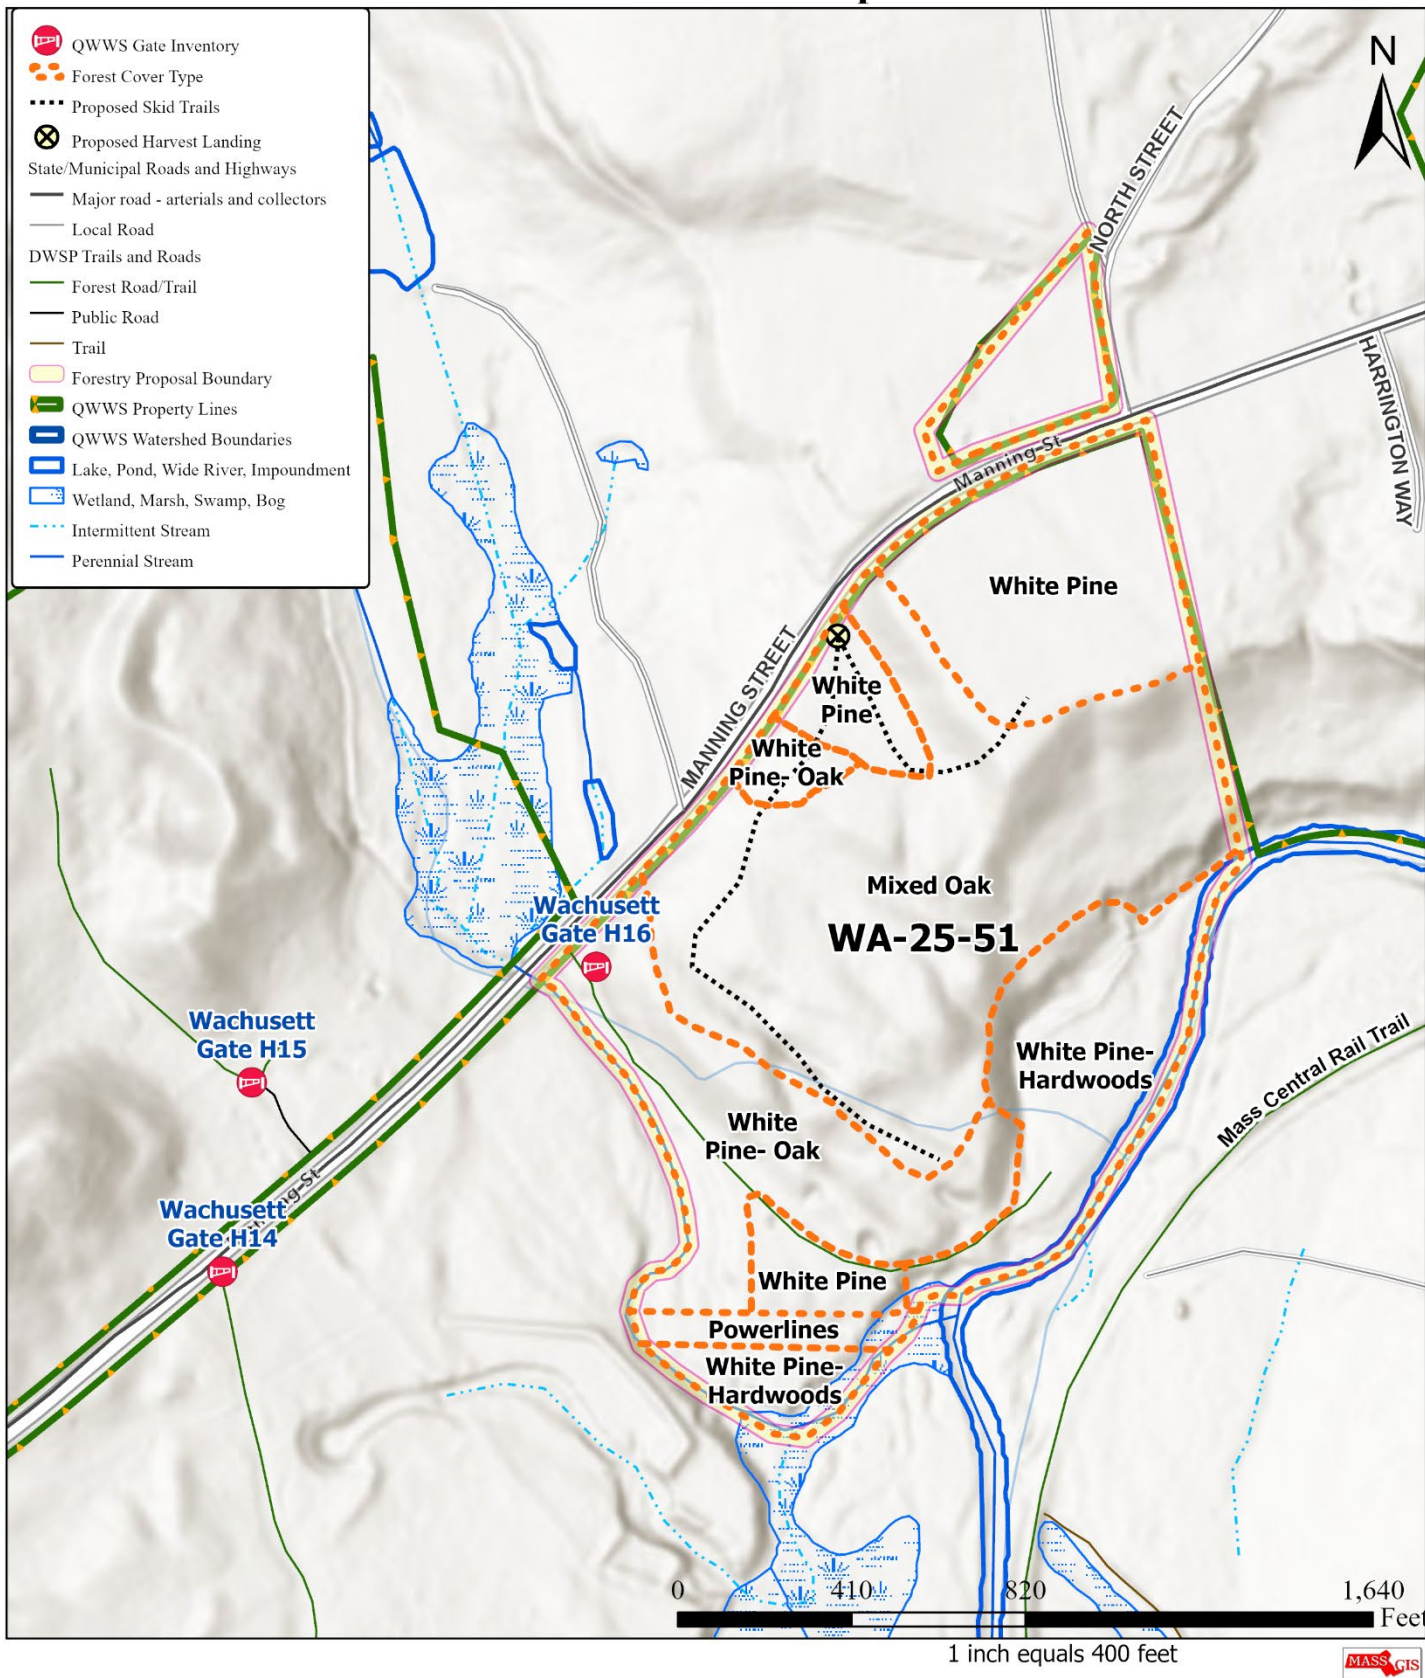 QWWS Gate Inventory
Forest Cover Type
Proposed Skid Trails
Proposed Harvest Landing
State/Municipal Roads and Highways
Major road - arterials and collectors
Local Road
DWSP Trails and Roads
Forest Road/Trail
Public Road
Trail
Forestry Proposal Boundary
QWWS Property Lines
QWWS Watershed Boundaries
Lake, Pond, Wide River, Impoundment
Wetland, Marsh, Swamp, Bog
Intermittent Stream
Perennial Stream
N
NORTH STREET
HARRINGTON WAY
Manning St
White Pine
MANNING STREET
White
Pine
White
Pine- Oak
Mixed Oak
WA-25-51
Wachusett
Gate H16
Wachusett
Gate H15
White Pine-
Hardwoods
Mass Central Rail Trail
White
Pine- Oak
Wachusett
Gate H14
White Pine
Powerlines
White Pine-
Hardwoods
0 410 820 1,640
Feet
1 inch equals 400 feet
MASS GIS